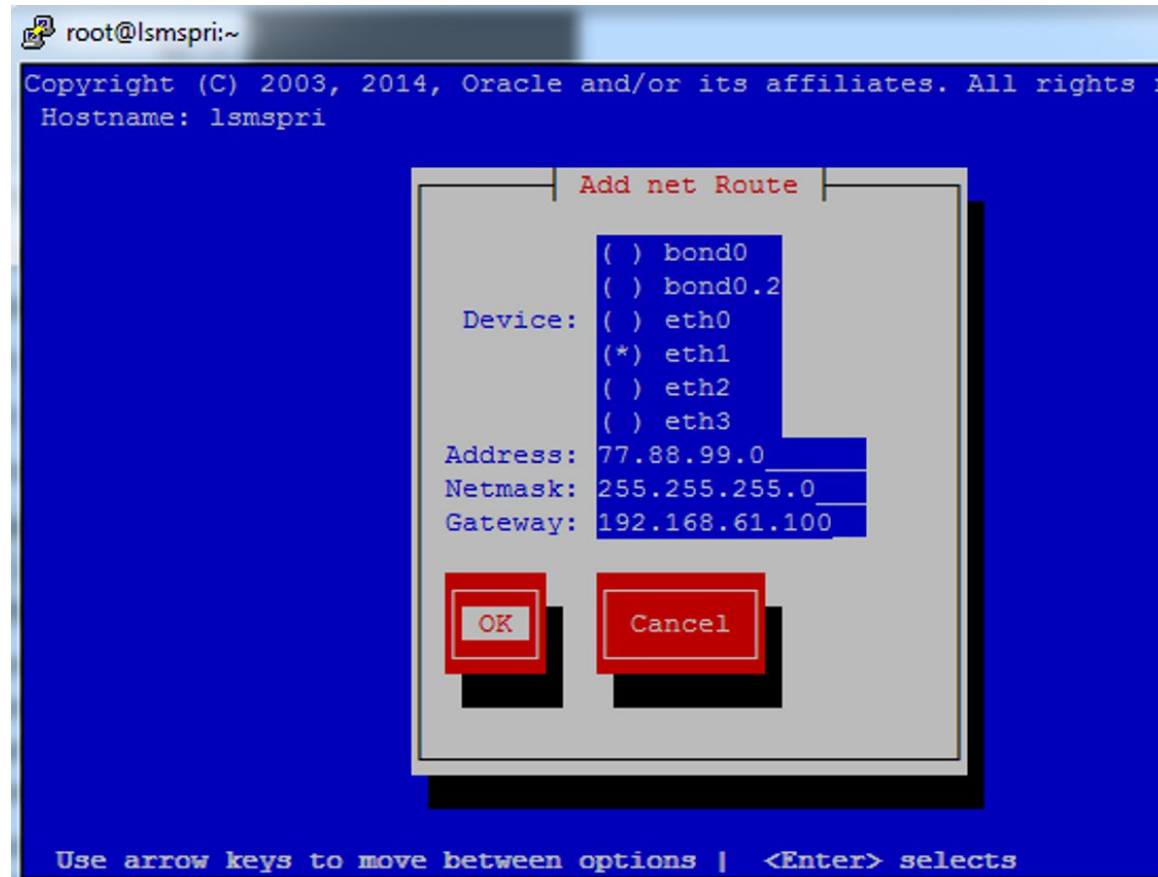 root@lsmspri:~
Copyright (C) 2003, 2014, Oracle and/or its affiliates. All rights
Hostname: lsmspri
Add net Route
( ) bond0
( ) bond0.2
Device: ( ) eth0
(*) eth1
( ) eth2
( ) eth3
Address: 77.88.99.0
Netmask: 255.255.255.0
Gateway: 192.168.61.100
OK Cancel
Use arrow keys to move between options | <Enter> selects